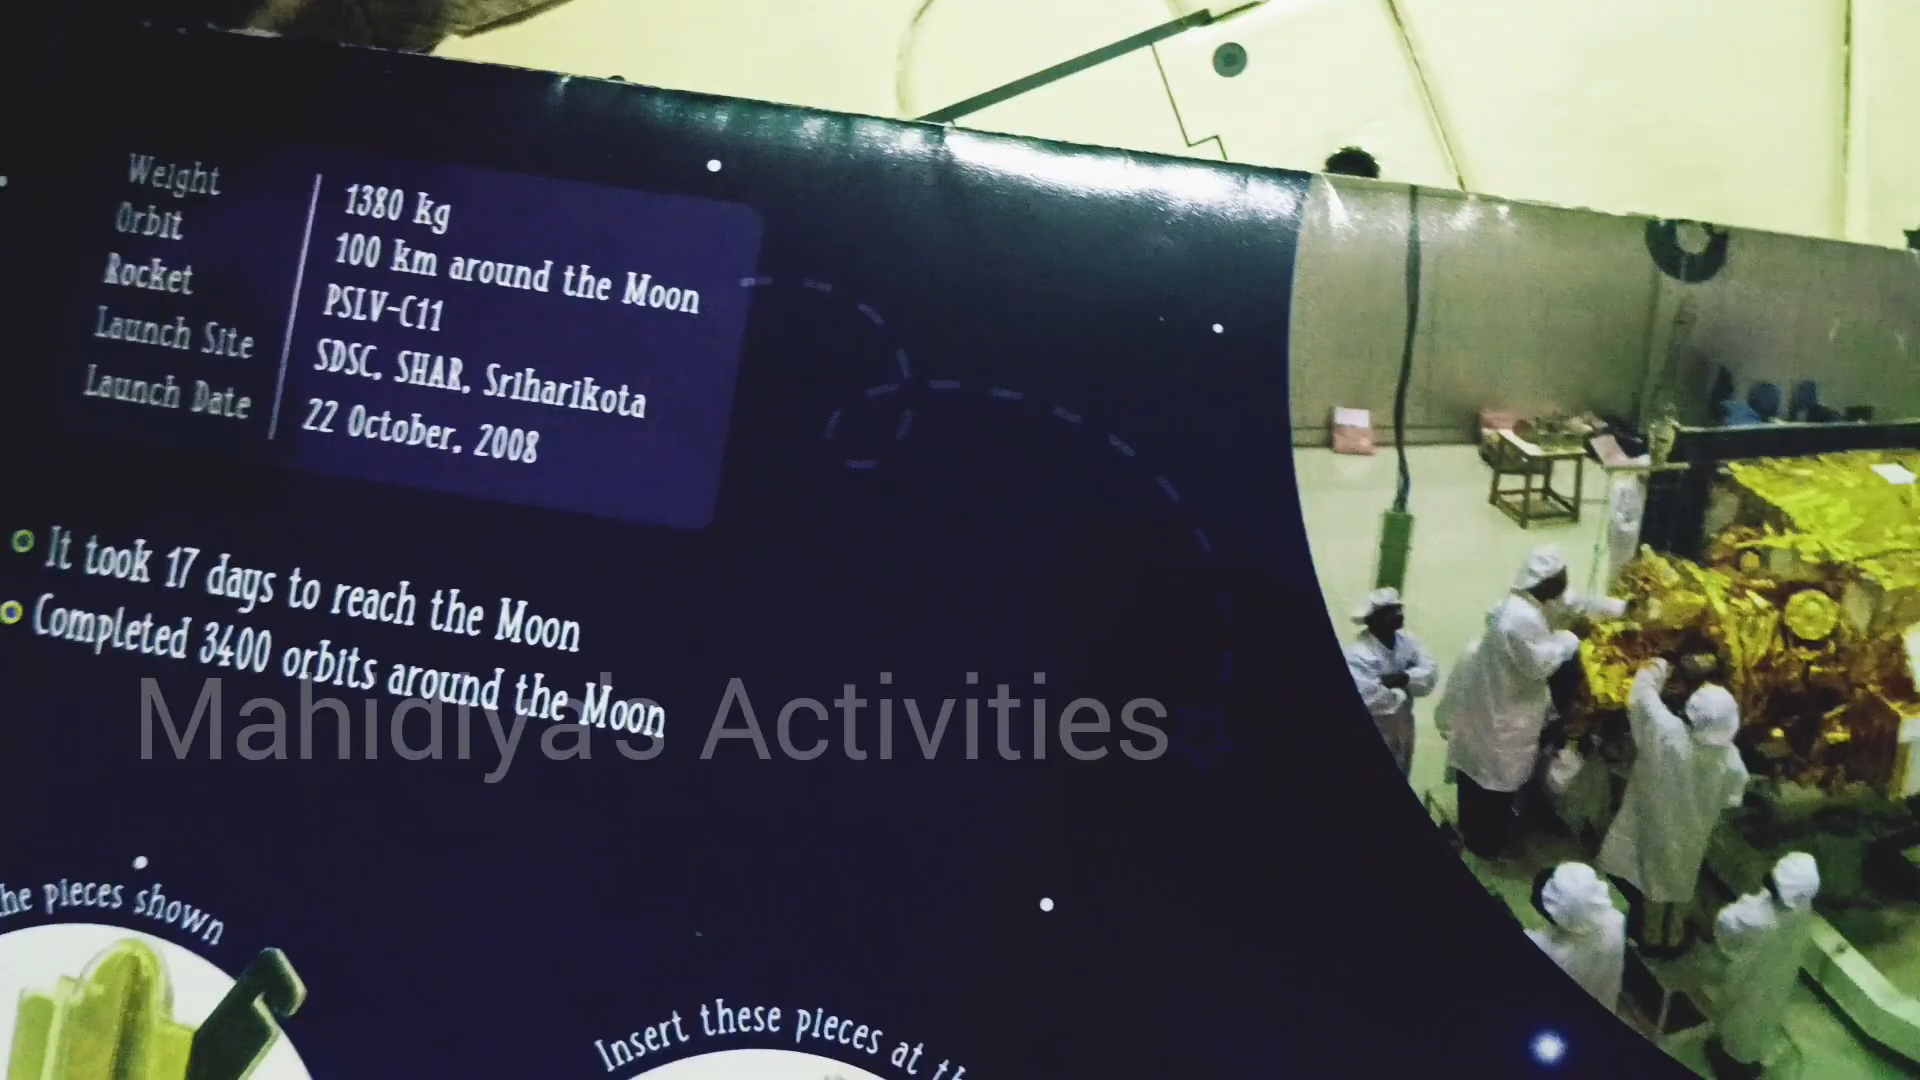 Weight 1380 kg
Orbit 100 km around the Moon
Rocket PSLV-C11
Launch Site SDSC, SHAR, Sriharikota
Launch Date 22 October, 2008
It took 17 days to reach the Moon
Completed 3400 orbits around the Moon
Mahidiya's Activities
he pieces shown
Insert these pieces at th